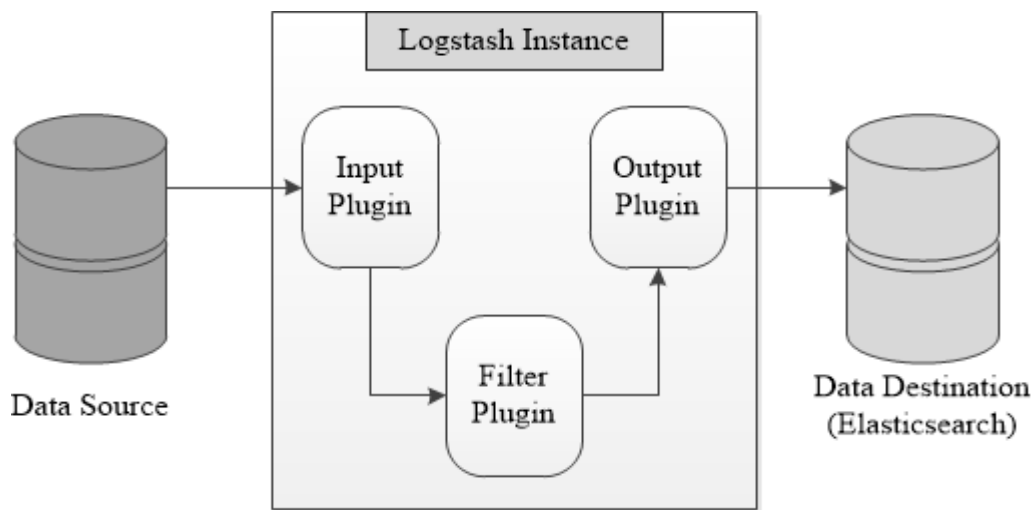 Logstash Instance
Input
Plugin
Output
Plugin
Filter
Plugin
Data Source
Data Destination
(Elasticsearch)